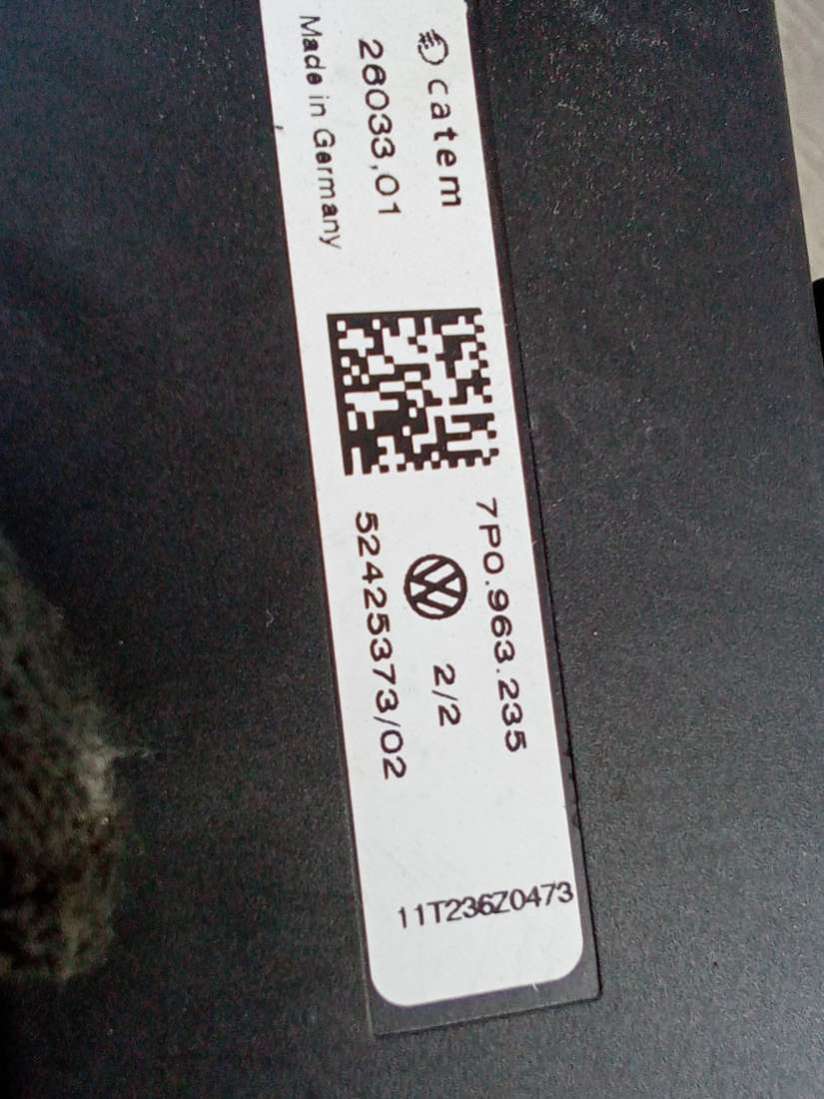 catem
28033,01
Made in Germany
7P0.963.235
2/2
52425373/02
11T236Z0473